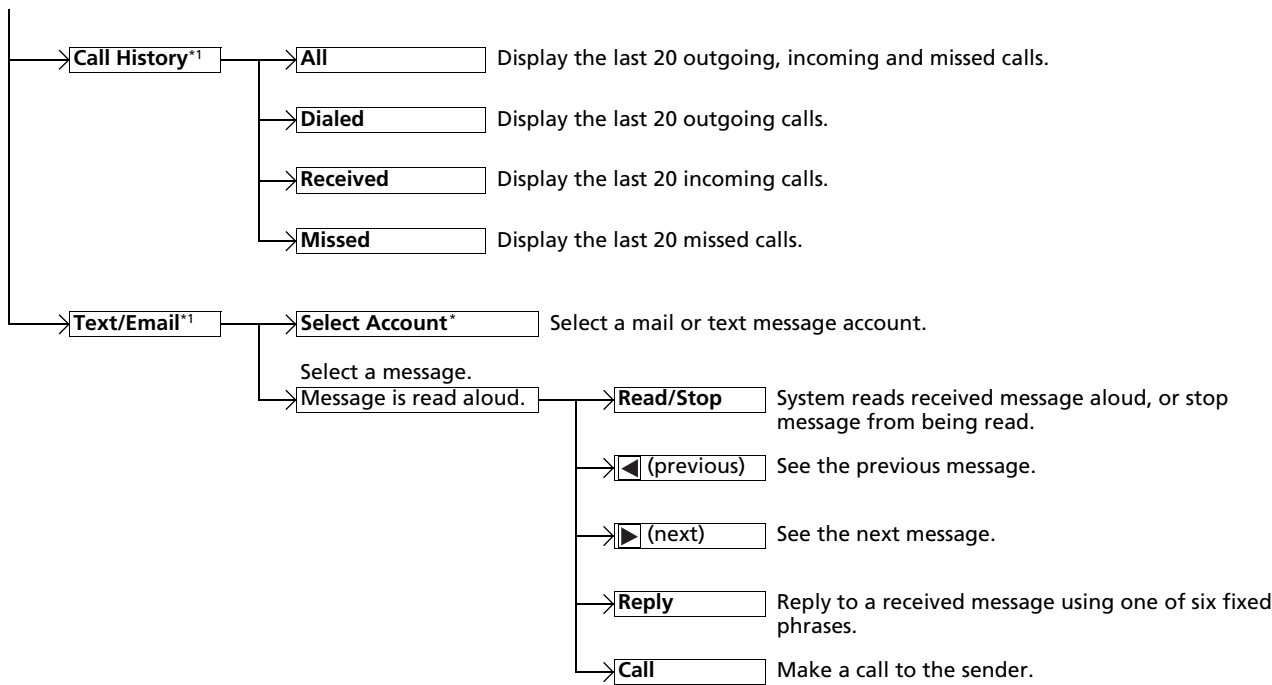 Call History*1 All Display the last 20 outgoing, incoming and missed calls.
Dialed Display the last 20 outgoing calls.
Received Display the last 20 incoming calls.
Missed Display the last 20 missed calls.
Text/Email*1 Select Account* Select a mail or text message account.
Select a message.
Message is read aloud. Read/Stop System reads received message aloud, or stop
message from being read.
◀ (previous) See the previous message.
▶ (next) See the next message.
Reply Reply to a received message using one of six fixed
phrases.
Call Make a call to the sender.